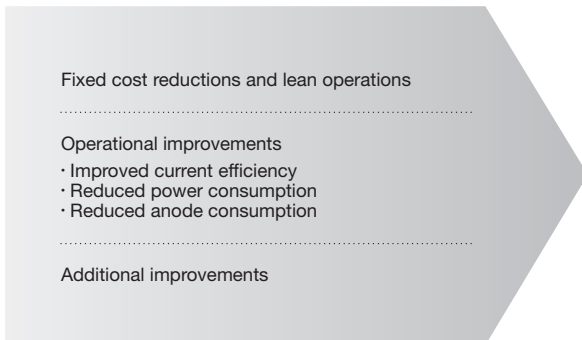 Fixed cost reductions and lean operations
Operational improvements
· Improved current efficiency
· Reduced power consumption
· Reduced anode consumption
Additional improvements